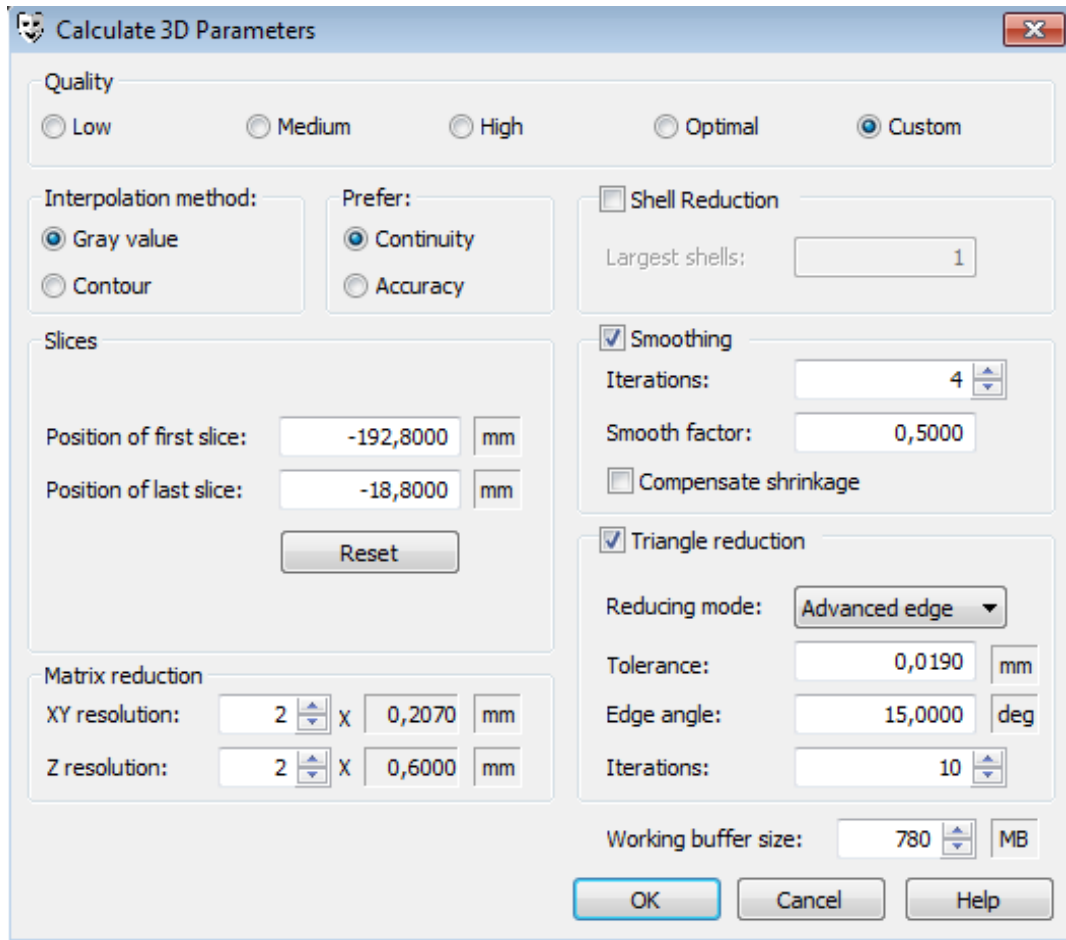 Calculate 3D Parameters
Quality
Low Medium High Optimal Custom
Interpolation method:
Gray value
Contour
Prefer:
Continuity
Accuracy
Shell Reduction
Largest shells: 1
Slices
Position of first slice: -192,8000 mm
Position of last slice: -18,8000 mm
Reset
Smoothing
Iterations: 4
Smooth factor: 0,5000
Compensate shrinkage
Matrix reduction
XY resolution: 2 X 0,2070 mm
Z resolution: 2 X 0,6000 mm
Triangle reduction
Reducing mode: Advanced edge
Tolerance: 0,0190 mm
Edge angle: 15,0000 deg
Iterations: 10
Working buffer size: 780 MB
OK Cancel Help